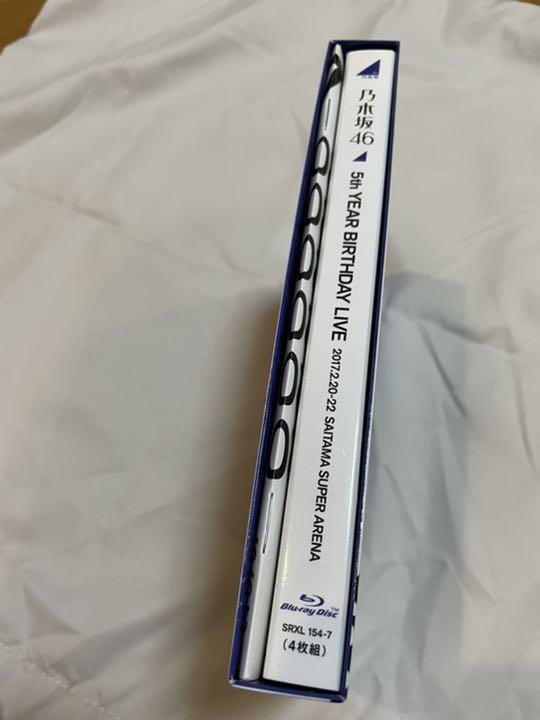 乃木坂46
5th YEAR BIRTHDAY LIVE
2017.2.20-22 SAITAMA SUPER ARENA
Blu-ray Disc™
SRXL 154-7
(4枚組)